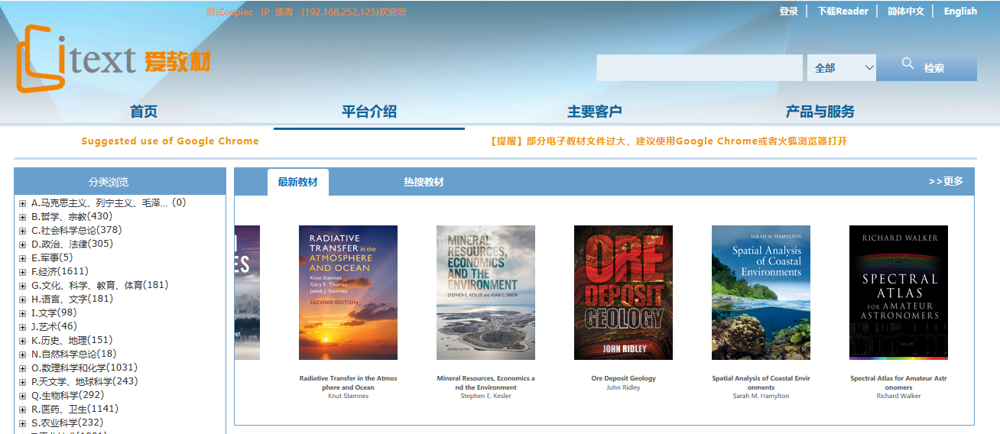 测试cepiec IP 读者 (192.168.252.123)欢迎您
登录 下载Reader 简体中文 English
itext 爱教材
全部 检索
首页 平台介绍 主要客户 产品与服务
Suggested use of Google Chrome
【提醒】部分电子教材文件过大，建议使用Google Chrome或者火狐浏览器打开
分类浏览
A.马克思主义、列宁主义、毛泽... (0)
B.哲学、宗教(430)
C.社会科学总论(378)
D.政治、法律(305)
E.军事(5)
F.经济(1611)
G.文化、科学、教育、体育(181)
H.语言、文字(181)
I.文学(98)
J.艺术(46)
K.历史、地理(151)
N.自然科学总论(18)
O.数理科学和化学(1031)
P.天文学、地球科学(243)
Q.生物科学(292)
R.医药、卫生(1141)
S.农业科学(232)
最新教材 热搜教材 >>更多
RADIATIVE
TRANSFER in the
ATMOSPHERE
AND OCEAN
Knut Stamnes
Gary E. Thomas
Jakob J. Stamnes
SECOND EDITION
MINERAL
RESOURCES,
ECONOMICS
AND THE
ENVIRONMENT
STEPHEN E. KESLER and ADAM C. SIMON
SECOND EDITION
ORE
DEPOSIT
GEOLOGY
JOHN RIDLEY
SARAH M. HAMYLTON
Spatial Analysis
of Coastal
Environments
RICHARD WALKER
SPECTRAL
ATLAS
FOR AMATEUR
ASTRONOMERS
Radiative Transfer in the Atmos
phere and Ocean
Knut Stamnes
Mineral Resources, Economics a
nd the Environment
Stephen E. Kesler
Ore Deposit Geology
John Ridley
Spatial Analysis of Coastal Envir
onments
Sarah M. Hamylton
Spectral Atlas for Amateur Astr
onomers
Richard Walker